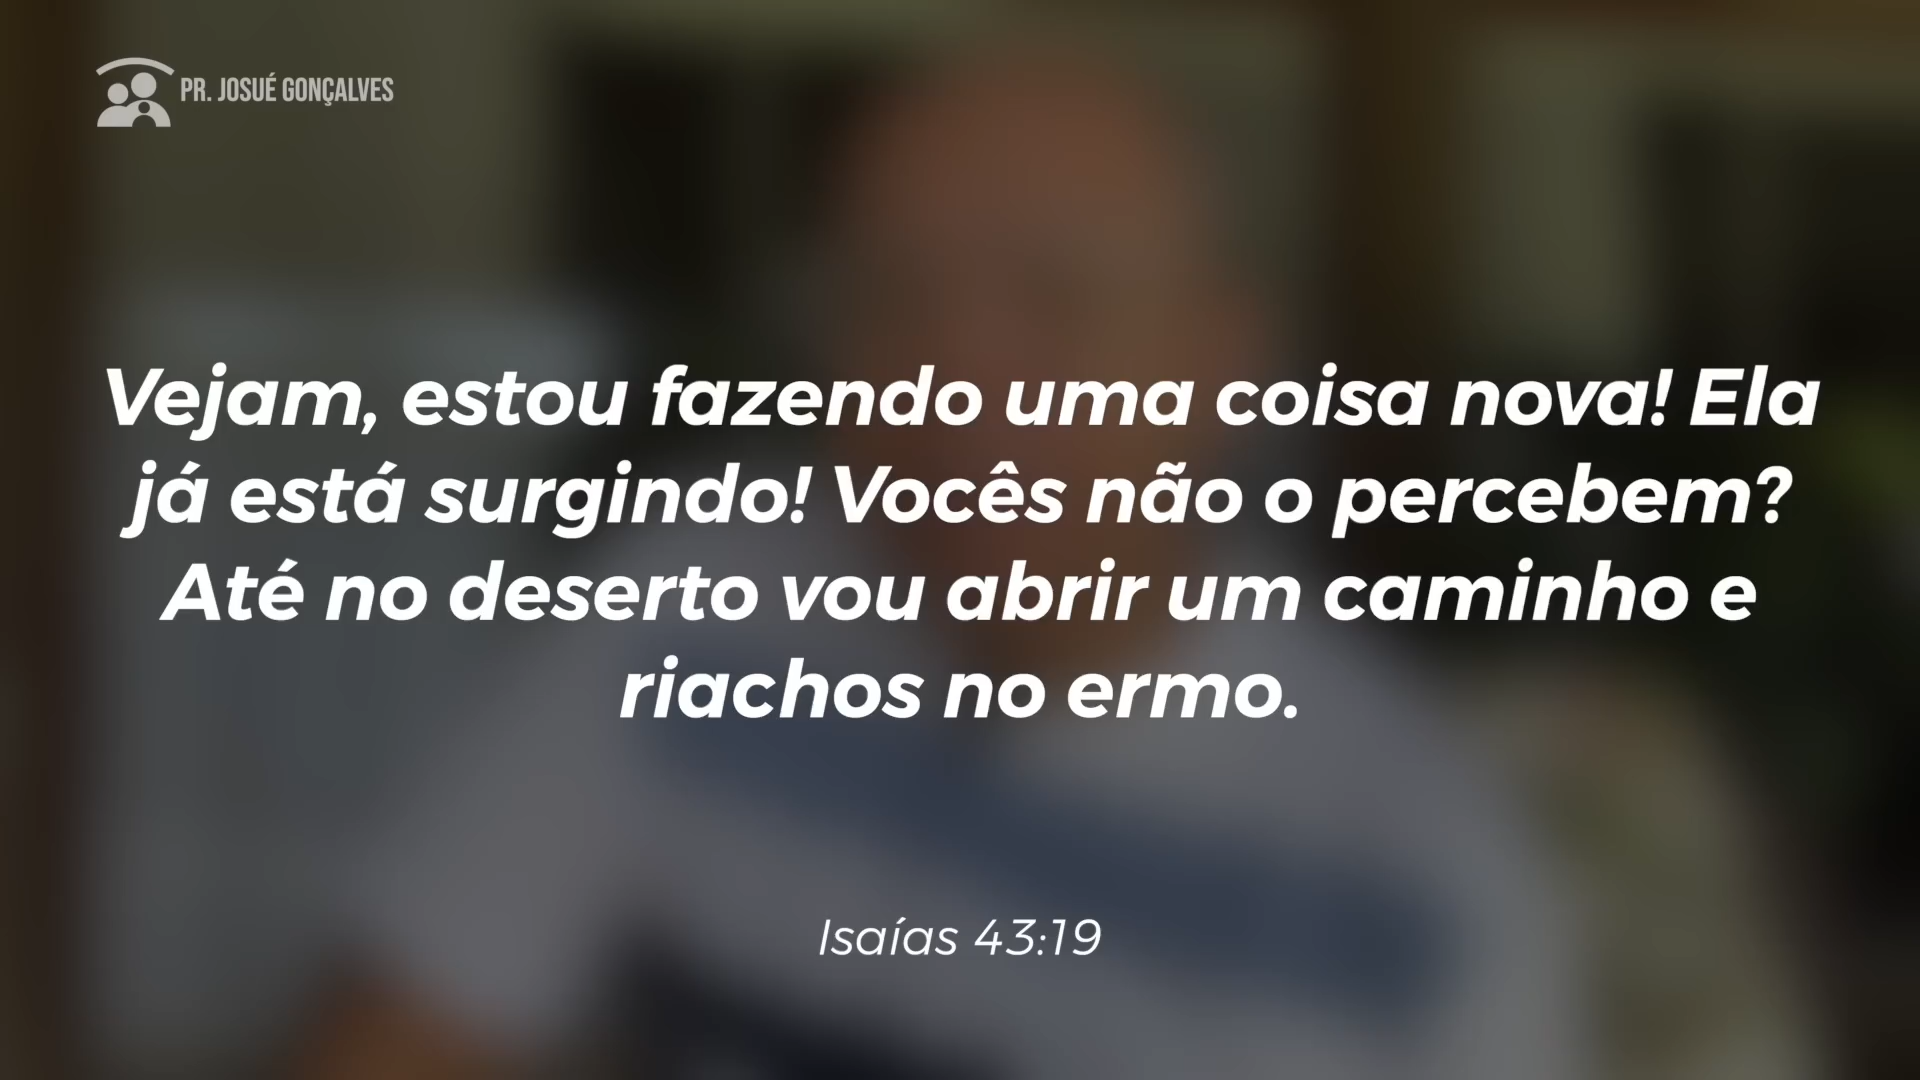 PR. JOSUÉ GONÇALVES
Vejam, estou fazendo uma coisa nova! Ela
já está surgindo! Vocês não o percebem?
Até no deserto vou abrir um caminho e
riachos no ermo.
Isaías 43:19